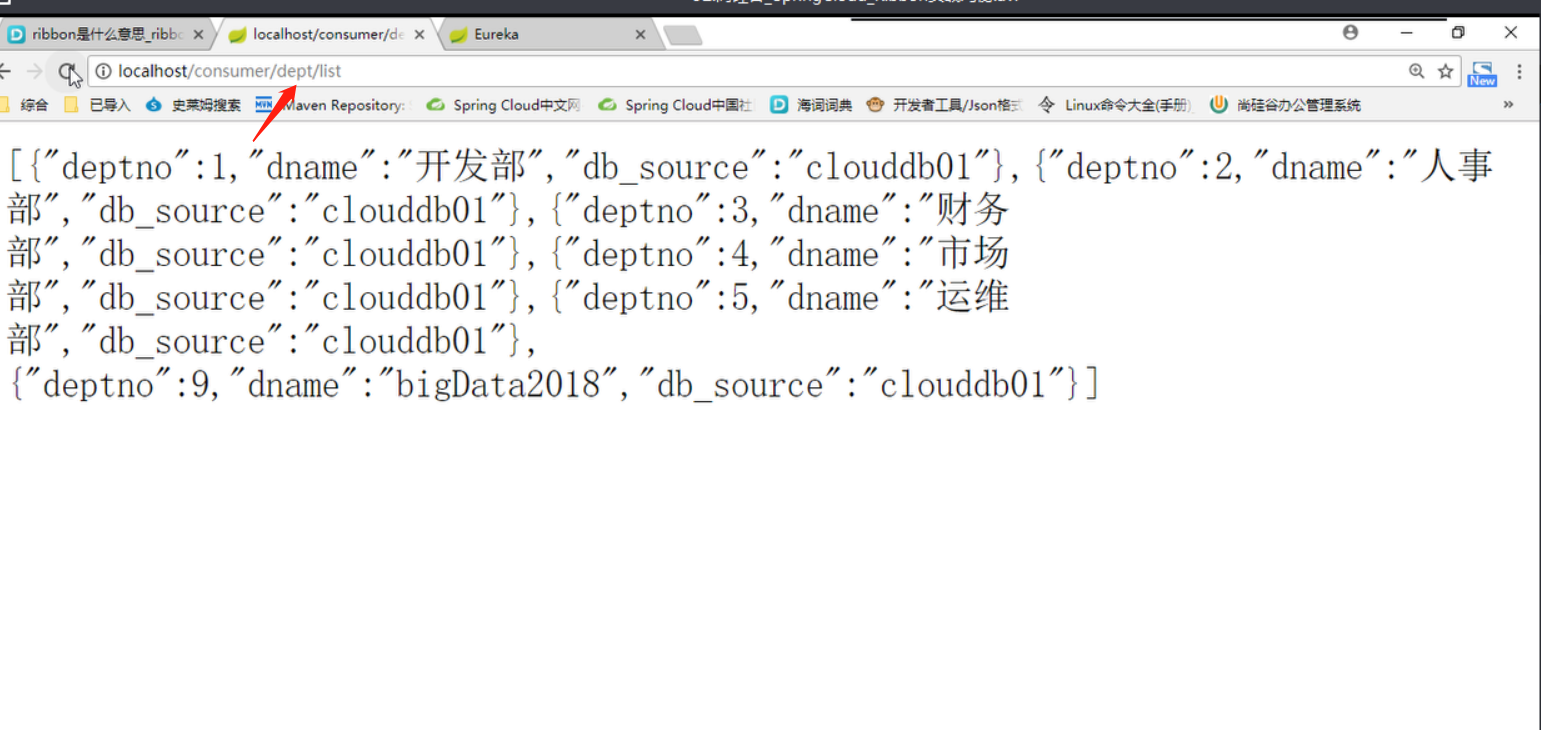 ribbon是什么意思_ribbo
localhost/consumer/de
Eureka
localhost/consumer/dept/list
New
综合
已导入
史莱姆搜索
Maven Repository:
Spring Cloud中文网
Spring Cloud中国社
海词词典
开发者工具/Json格式
Linux命令大全(手册)
尚硅谷办公管理系统
»
[{"deptno":1,"dname":"开发部","db_source":"clouddb01"},{"deptno":2,"dname":"人事
部","db_source":"clouddb01"},{"deptno":3,"dname":"财务
部","db_source":"clouddb01"},{"deptno":4,"dname":"市场
部","db_source":"clouddb01"},{"deptno":5,"dname":"运维
部","db_source":"clouddb01"},
{"deptno":9,"dname":"bigData2018","db_source":"clouddb01"}]